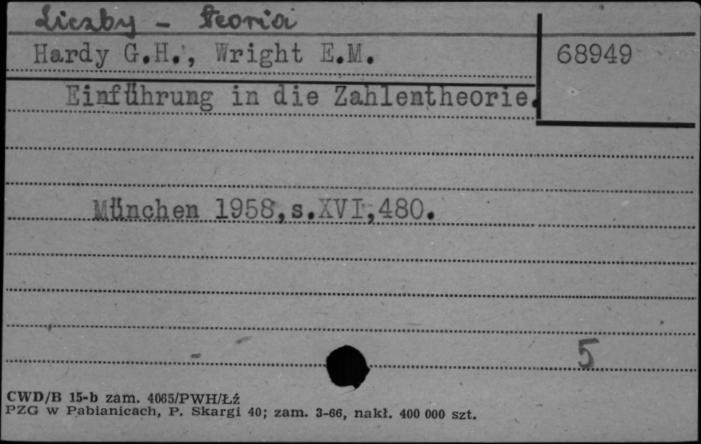 Liczby – teoria
Hardy G.H., Wright E.M.
68949
Einführung in die Zahlentheorie.
München 1958,s.XVI,480.
5
CWD/B 15-b zam. 4065/PWH/Łź
PZG w Pabianicach, P. Skargi 40; zam. 3-66, nakł. 400 000 szt.